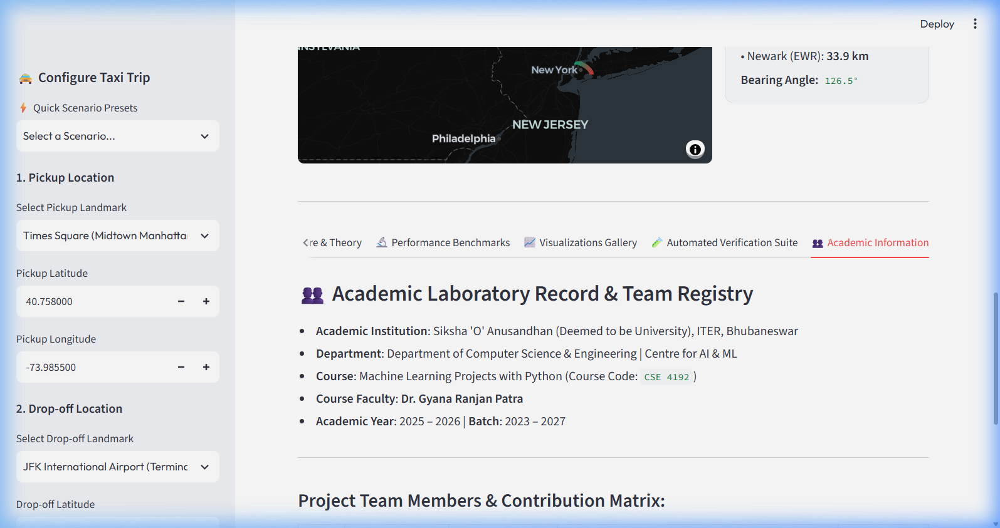 Deploy
Configure Taxi Trip
Quick Scenario Presets
Select a Scenario...
1. Pickup Location
Select Pickup Landmark
Times Square (Midtown Manhatta
Pickup Latitude
40.758000
Pickup Longitude
-73.985500
2. Drop-off Location
Select Drop-off Landmark
JFK International Airport (Termina
Drop-off Latitude
NNSYLVANIA
New York
NEW JERSEY
Philadelphia
• Newark (EWR): 33.9 km
Bearing Angle: 126.5°
re & Theory Performance Benchmarks Visualizations Gallery Automated Verification Suite Academic Information
Academic Laboratory Record & Team Registry
• Academic Institution: Siksha 'O' Anusandhan (Deemed to be University), ITER, Bhubaneswar
• Department: Department of Computer Science & Engineering | Centre for AI & ML
• Course: Machine Learning Projects with Python (Course Code: CSE 4192 )
• Course Faculty: Dr. Gyana Ranjan Patra
• Academic Year: 2025 – 2026 | Batch: 2023 – 2027
Project Team Members & Contribution Matrix: